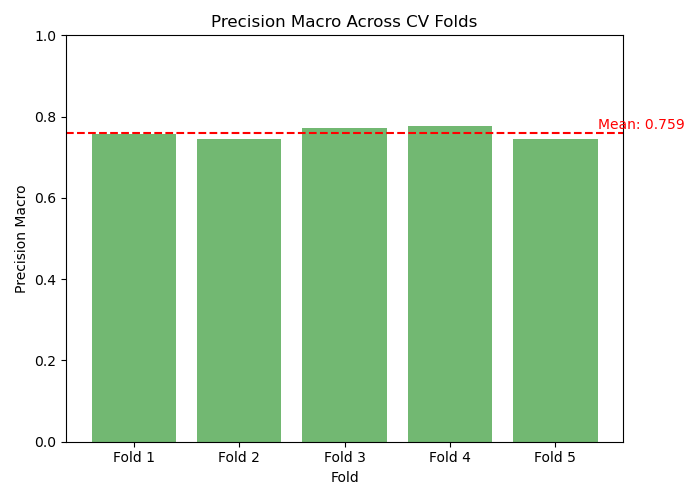 Precision Macro Across CV Folds
1.0
0.8
0.6
0.4
0.2
0.0
Precision Macro
Mean: 0.759
Fold 1
Fold 2
Fold 3
Fold 4
Fold 5
Fold